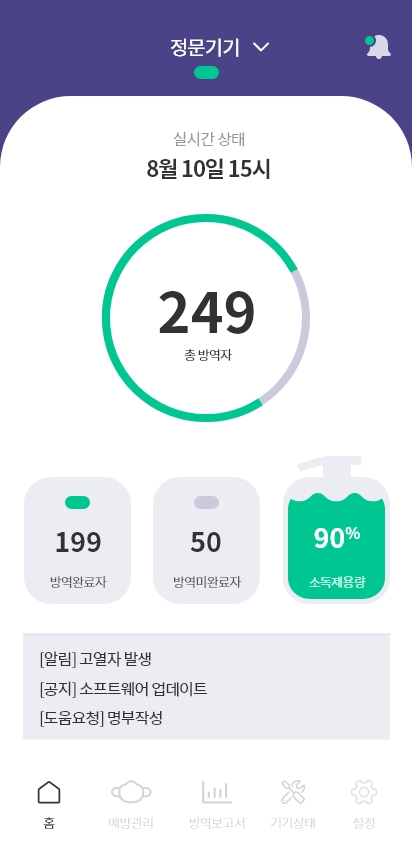 정문기기
실시간 상태
8월 10일 15시
249
총 방역자
199
방역완료자
50
방역미완료자
90%
소독제용량
[알림] 고열자 발생
[공지] 소프트웨어 업데이트
[도움요청] 명부작성
홈 예방관리 방역보고서 기기상태 설정